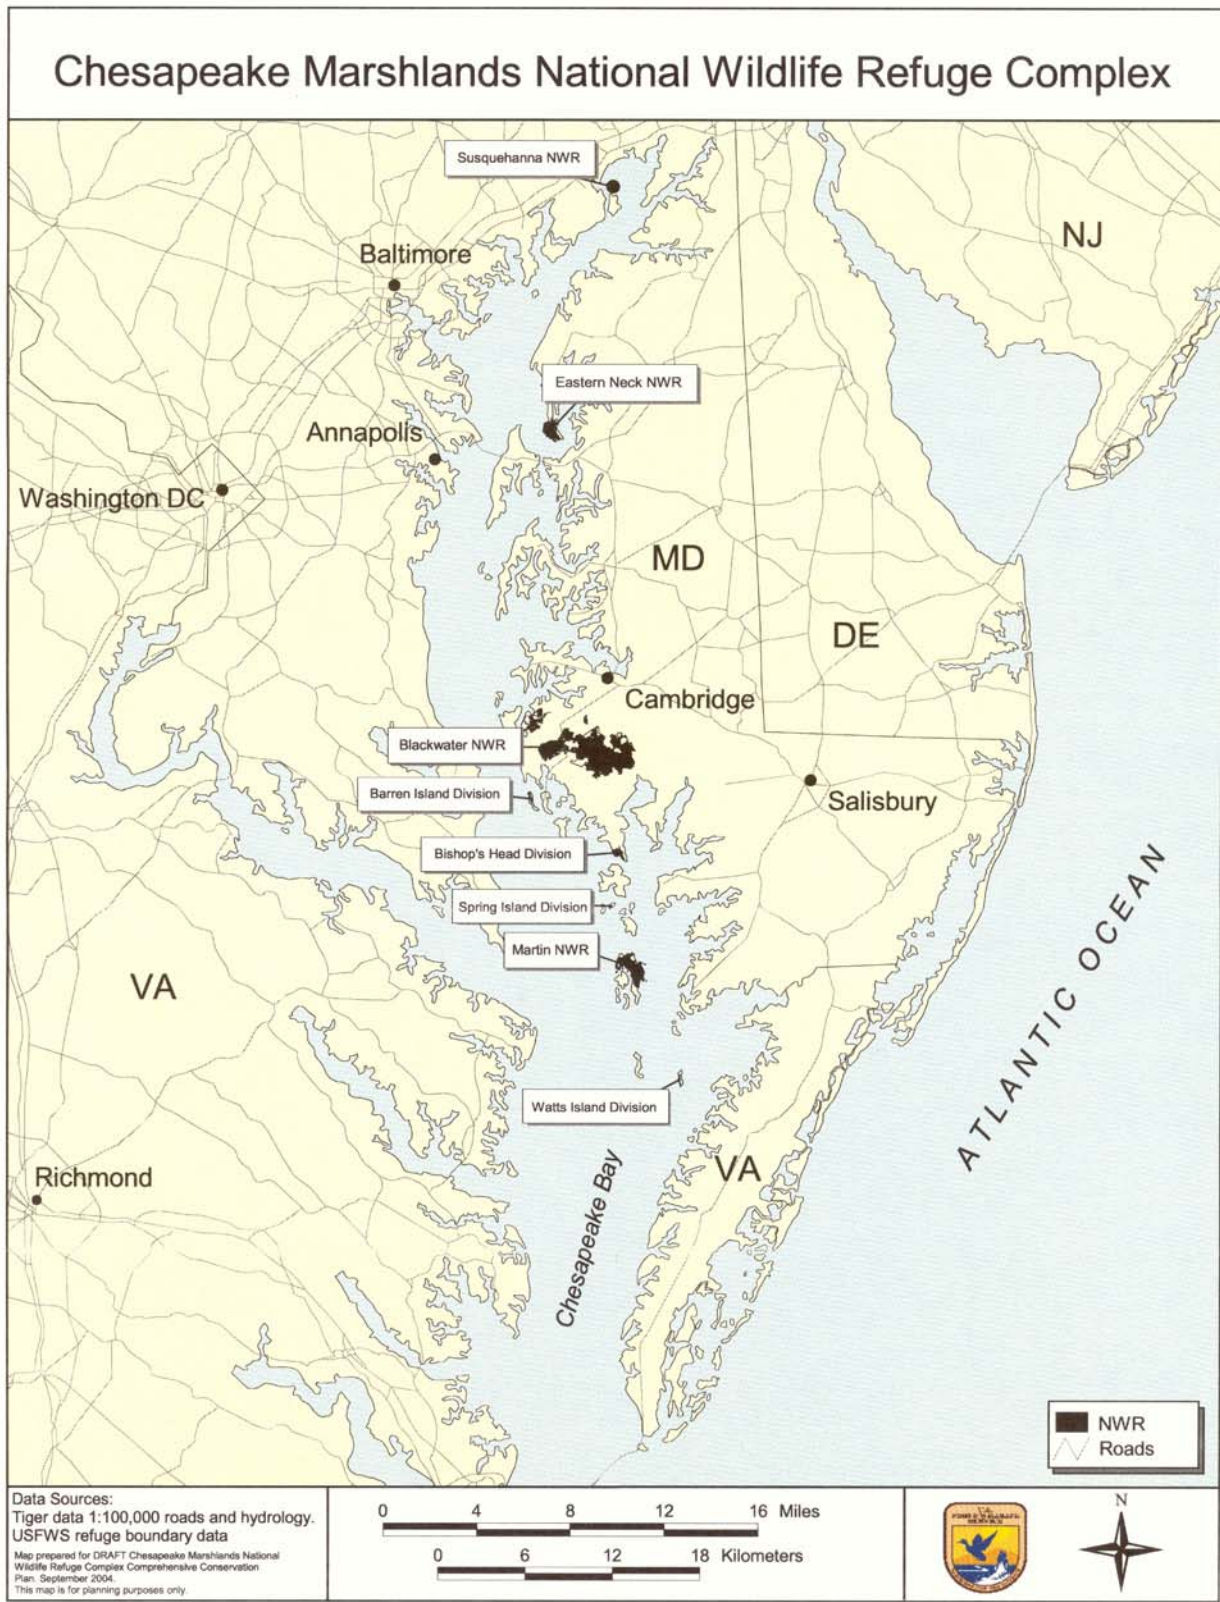 Chesapeake Marshlands National Wildlife Refuge Complex
Susquehanna NWR
NJ
Baltimore
Eastern Neck NWR
Annapolis
Washington DC
MD
DE
Cambridge
Blackwater NWR
Barren Island Division
Salisbury
Bishop's Head Division
Spring Island Division
Martin NWR
VA
ATLANTIC OCEAN
Watts Island Division
VA
Richmond
Chesapeake Bay
NWR
Roads
Data Sources:
Tiger data 1:100,000 roads and hydrology.
USFWS refuge boundary data
Map prepared for DRAFT Chesapeake Marshlands National
Wildlife Refuge Complex Comprehensive Conservation
Plan. September 2004.
This map is for planning purposes only.
0 4 8 12 16 Miles
0 6 12 18 Kilometers
U.S.
FISH & WILDLIFE
SERVICE
N